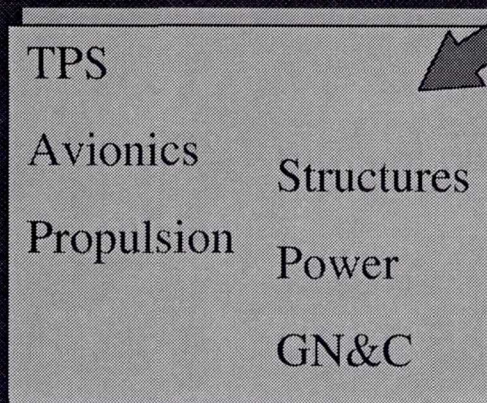 TPS
Avionics
Propulsion
Structures
Power
GN&C